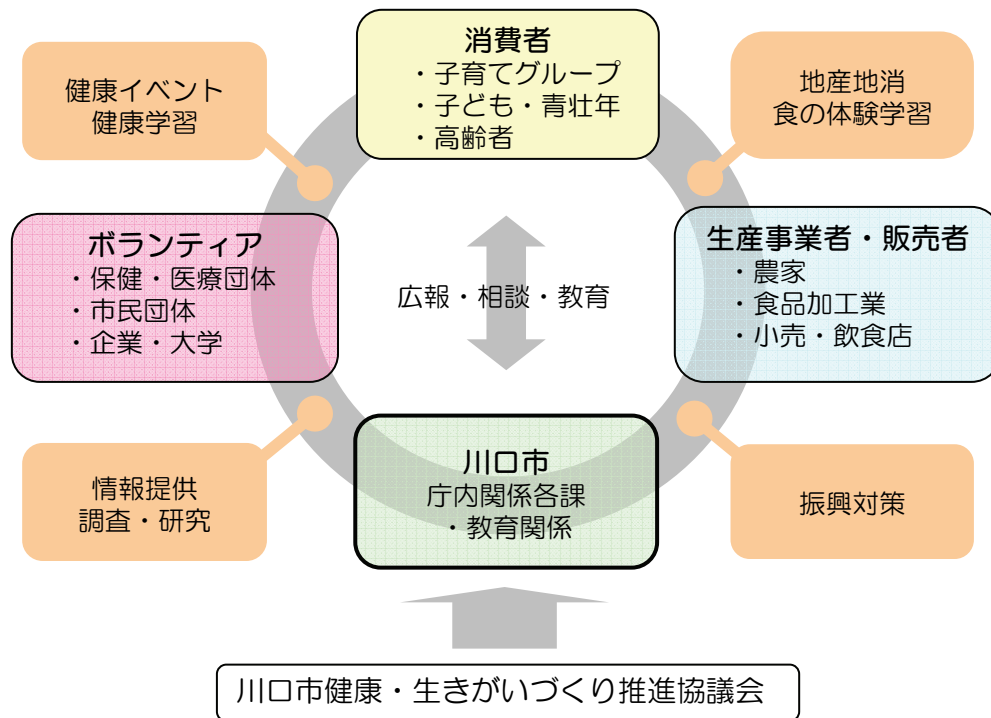 消費者
・子育てグループ
・子ども・青壮年
・高齢者
健康イベント
健康学習
地産地消
食の体験学習
ボランティア
・保健・医療団体
・市民団体
・企業・大学
広報・相談・教育
生産事業者・販売者
・農家
・食品加工業
・小売・飲食店
情報提供
調査・研究
川口市
庁内関係各課
・教育関係
振興対策
川口市健康・生きがいづくり推進協議会